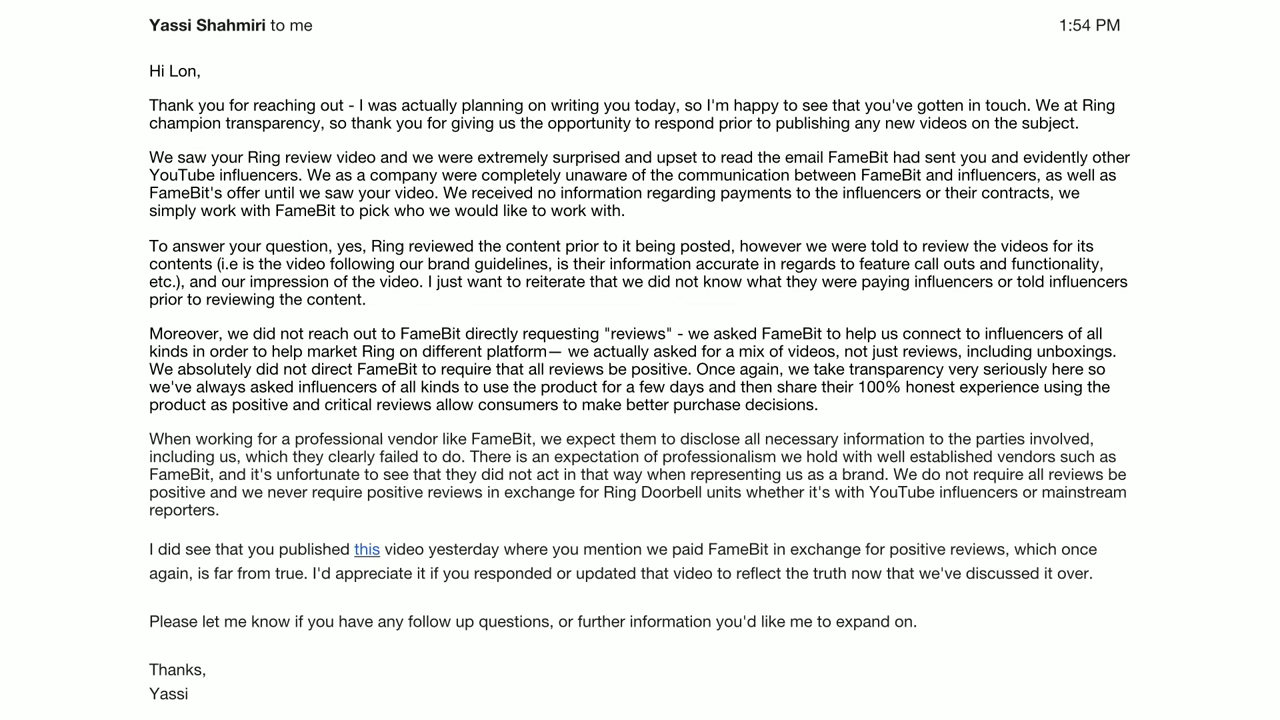 Yassi Shahmiri to me 1:54 PM
Hi Lon,
Thank you for reaching out - I was actually planning on writing you today, so I'm happy to see that you've gotten in touch. We at Ring
champion transparency, so thank you for giving us the opportunity to respond prior to publishing any new videos on the subject.
We saw your Ring review video and we were extremely surprised and upset to read the email FameBit had sent you and evidently other
YouTube influencers. We as a company were completely unaware of the communication between FameBit and influencers, as well as
FameBit's offer until we saw your video. We received no information regarding payments to the influencers or their contracts, we
simply work with FameBit to pick who we would like to work with.
To answer your question, yes, Ring reviewed the content prior to it being posted, however we were told to review the videos for its
contents (i.e is the video following our brand guidelines, is their information accurate in regards to feature call outs and functionality,
etc.), and our impression of the video. I just want to reiterate that we did not know what they were paying influencers or told influencers
prior to reviewing the content.
Moreover, we did not reach out to FameBit directly requesting "reviews" - we asked FameBit to help us connect to influencers of all
kinds in order to help market Ring on different platform— we actually asked for a mix of videos, not just reviews, including unboxings.
We absolutely did not direct FameBit to require that all reviews be positive. Once again, we take transparency very seriously here so
we've always asked influencers of all kinds to use the product for a few days and then share their 100% honest experience using the
product as positive and critical reviews allow consumers to make better purchase decisions.
When working for a professional vendor like FameBit, we expect them to disclose all necessary information to the parties involved,
including us, which they clearly failed to do. There is an expectation of professionalism we hold with well established vendors such as
FameBit, and it's unfortunate to see that they did not act in that way when representing us as a brand. We do not require all reviews be
positive and we never require positive reviews in exchange for Ring Doorbell units whether it's with YouTube influencers or mainstream
reporters.
I did see that you published this video yesterday where you mention we paid FameBit in exchange for positive reviews, which once
again, is far from true. I'd appreciate it if you responded or updated that video to reflect the truth now that we've discussed it over.
Please let me know if you have any follow up questions, or further information you'd like me to expand on.
Thanks,
Yassi